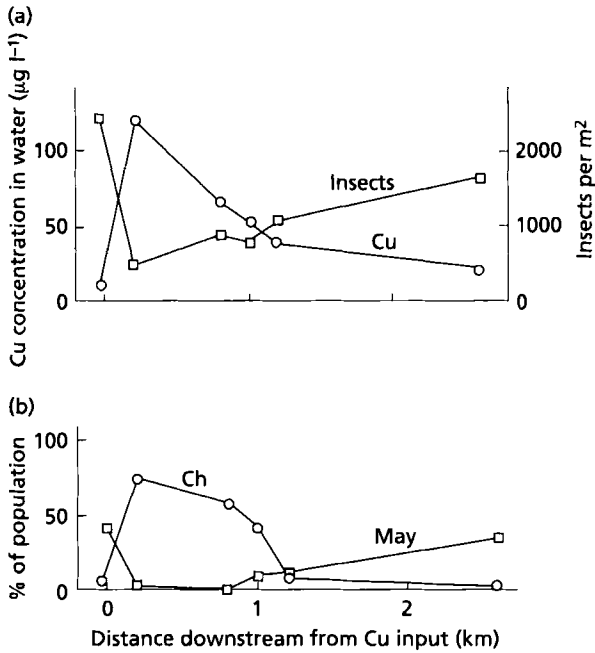 (a)
Cu concentration in water (µg l⁻¹)
100
50
0
Insects
Cu
2000
1000
0
Insects per m²
(b)
% of population
100
50
0
Ch
May
0 1 2
Distance downstream from Cu input (km)